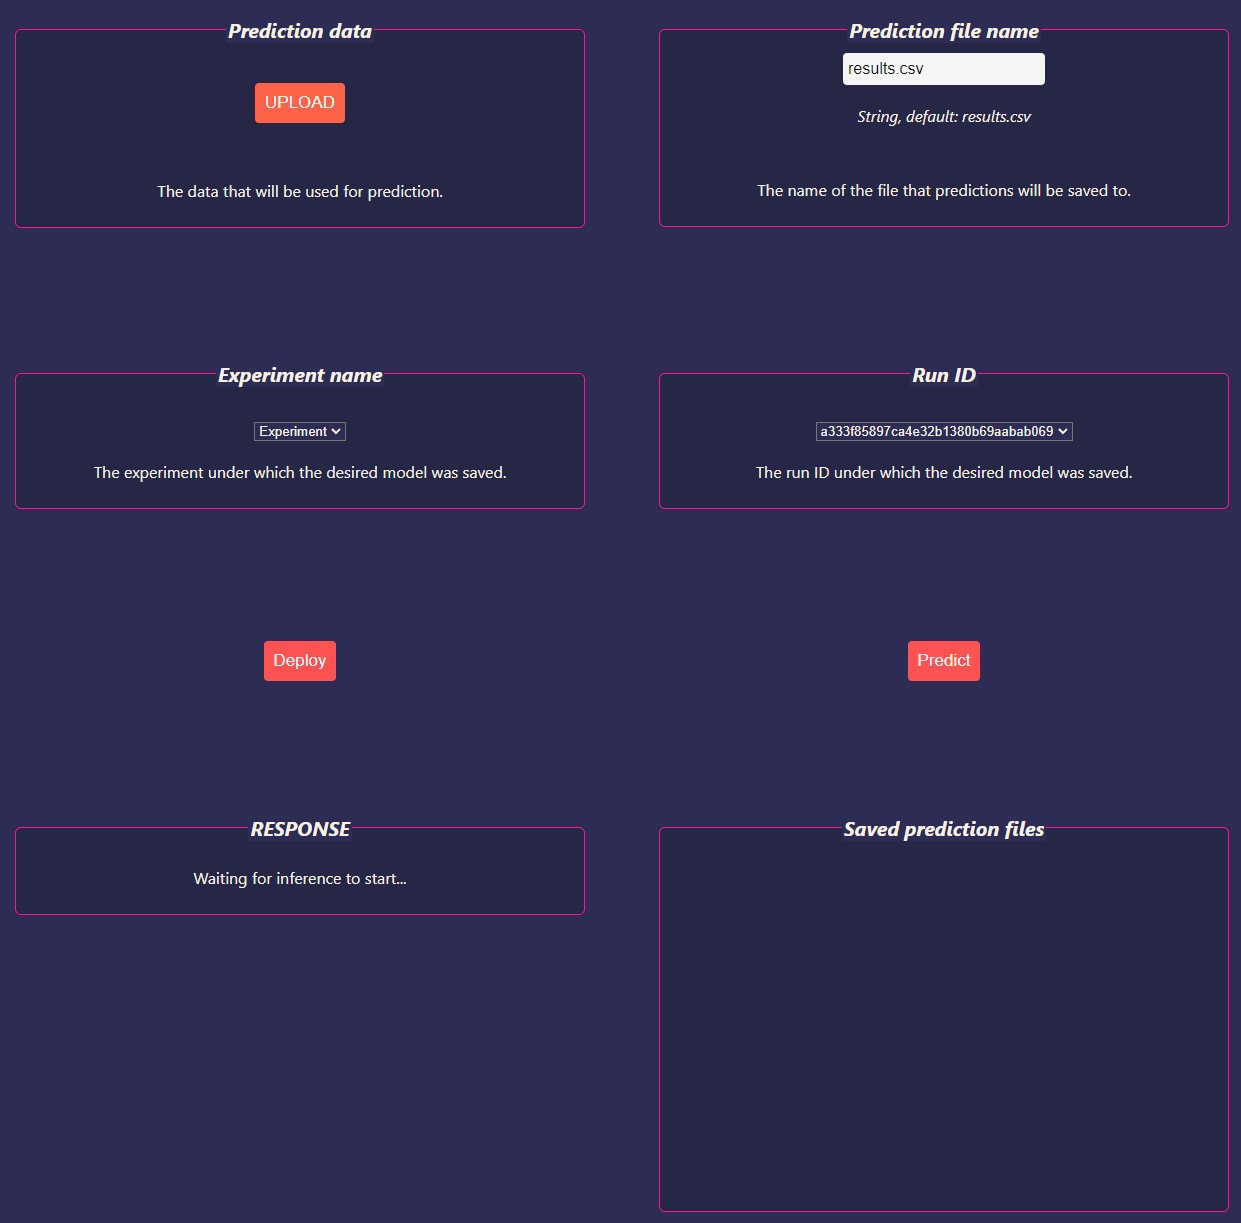 Prediction data
UPLOAD
The data that will be used for prediction.
Prediction file name
results.csv
String, default: results.csv
The name of the file that predictions will be saved to.
Experiment name
Experiment
The experiment under which the desired model was saved.
Run ID
a333f85897ca4e32b1380b69aabab069
The run ID under which the desired model was saved.
Deploy
Predict
RESPONSE
Waiting for inference to start...
Saved prediction files